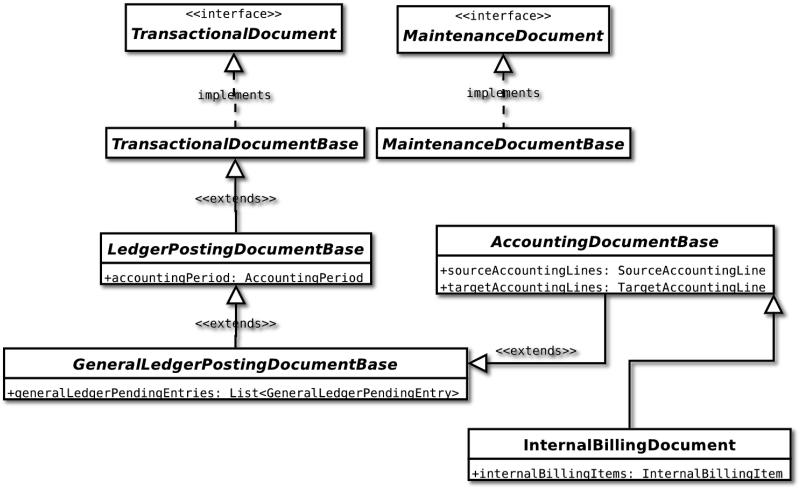 <<interface>>
TransactionalDocument
<<interface>>
MaintenanceDocument
implements
implements
TransactionalDocumentBase
MaintenanceDocumentBase
<<extends>>
LedgerPostingDocumentBase
+accountingPeriod: AccountingPeriod
AccountingDocumentBase
+sourceAccountingLines: SourceAccountingLine
+targetAccountingLines: TargetAccountingLine
<<extends>>
<<extends>>
GeneralLedgerPostingDocumentBase
+generalLedgerPendingEntries: List<GeneralLedgerPendingEntry>
InternalBillingDocument
+internalBillingItems: InternalBillingItem